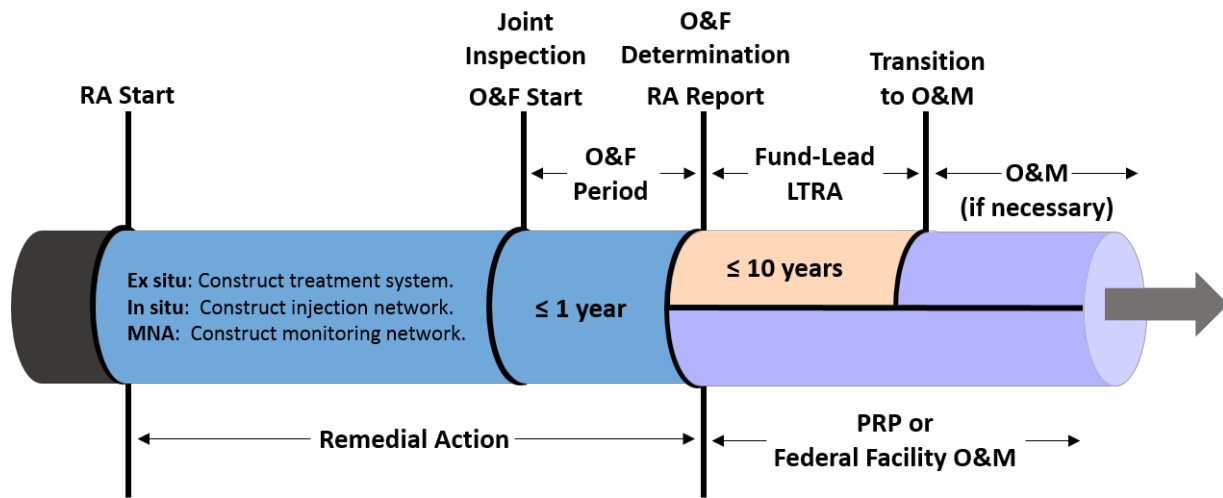 RA Start
Joint
Inspection
O&F Start
O&F
Determination
RA Report
Transition
to O&M
O&F
Period
Fund-Lead
LTRA
O&M
(if necessary)
Ex situ: Construct treatment system.
In situ: Construct injection network.
MNA: Construct monitoring network.
≤ 1 year
≤ 10 years
Remedial Action
PRP or
Federal Facility O&M